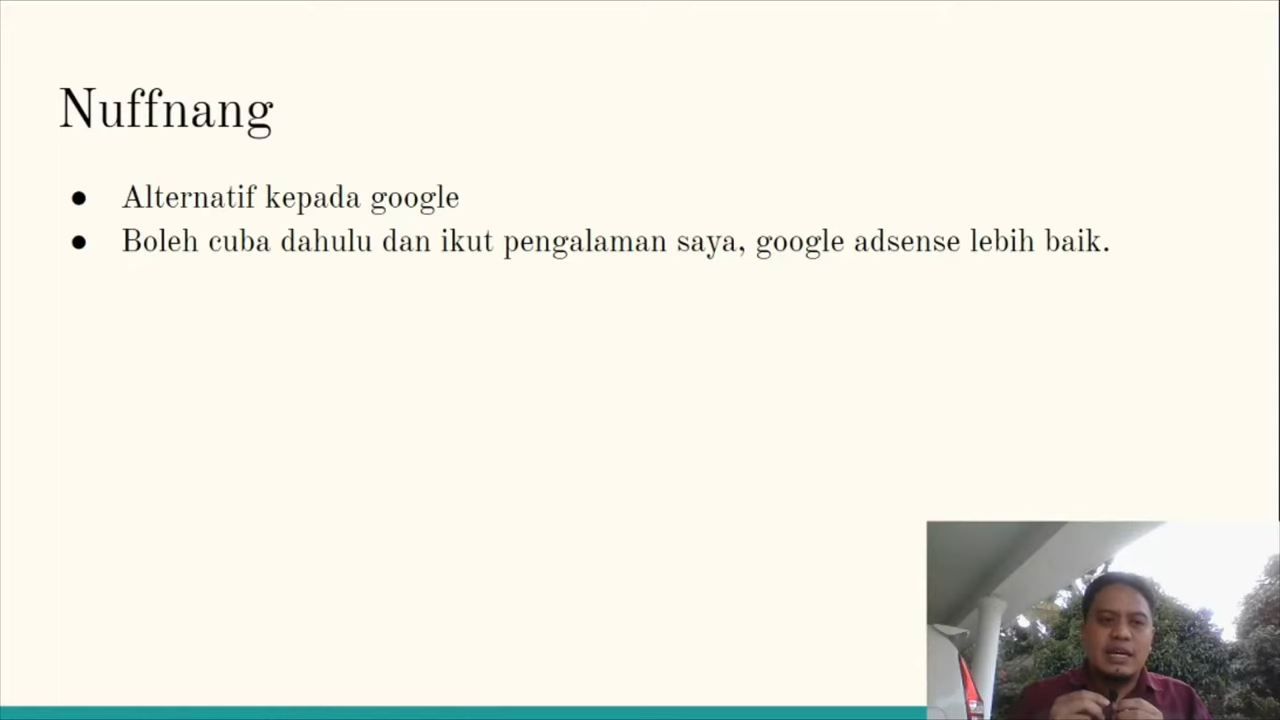 Nuffnang
● Alternatif kepada google
● Boleh cuba dahulu dan ikut pengalaman saya, google adsense lebih baik.